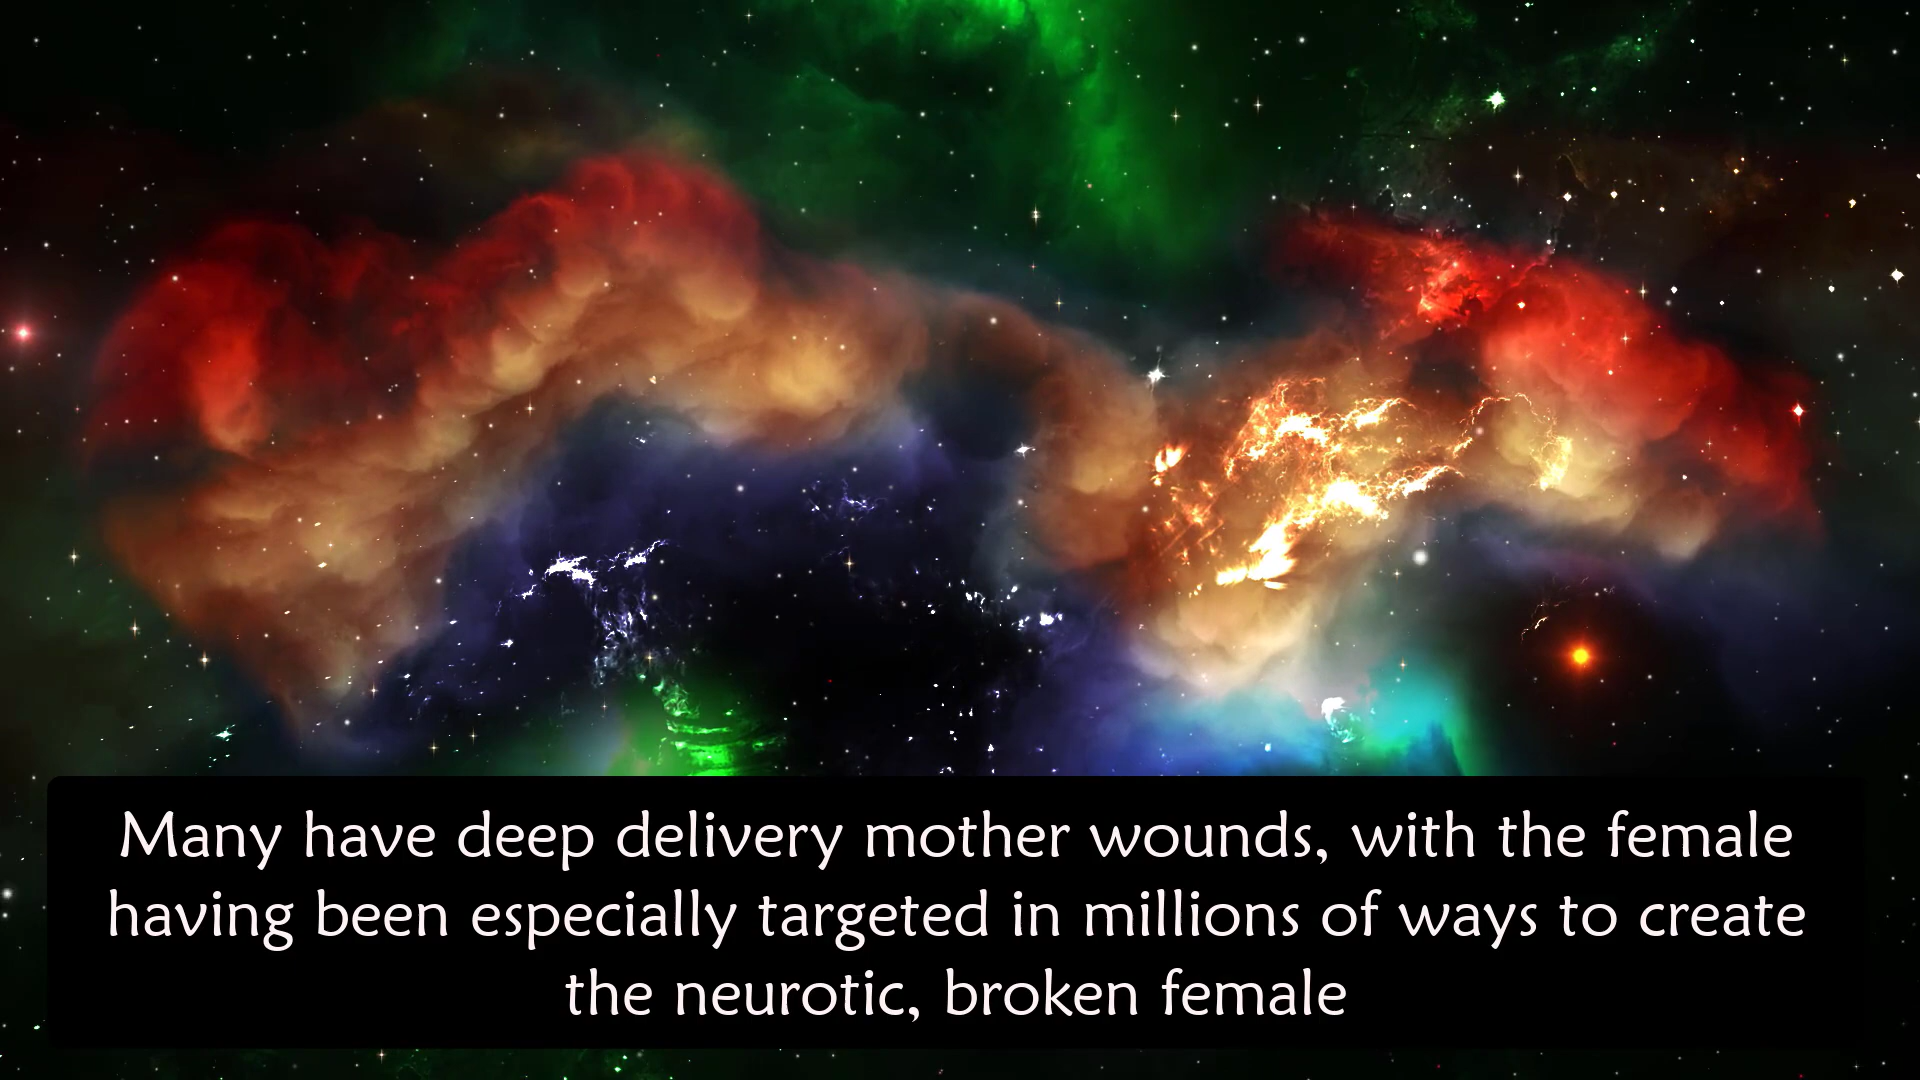 Many have deep delivery mother wounds, with the female
having been especially targeted in millions of ways to create
the neurotic, broken female